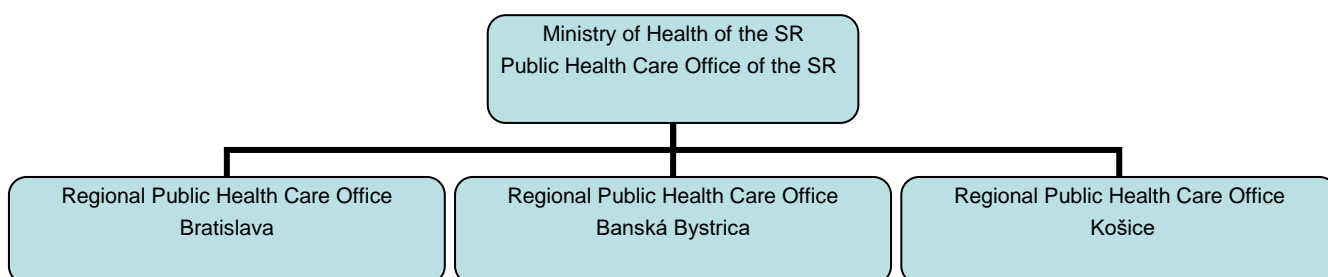 Ministry of Health of the SR
Public Health Care Office of the SR
Regional Public Health Care Office
Bratislava
Regional Public Health Care Office
Banská Bystrica
Regional Public Health Care Office
Košice